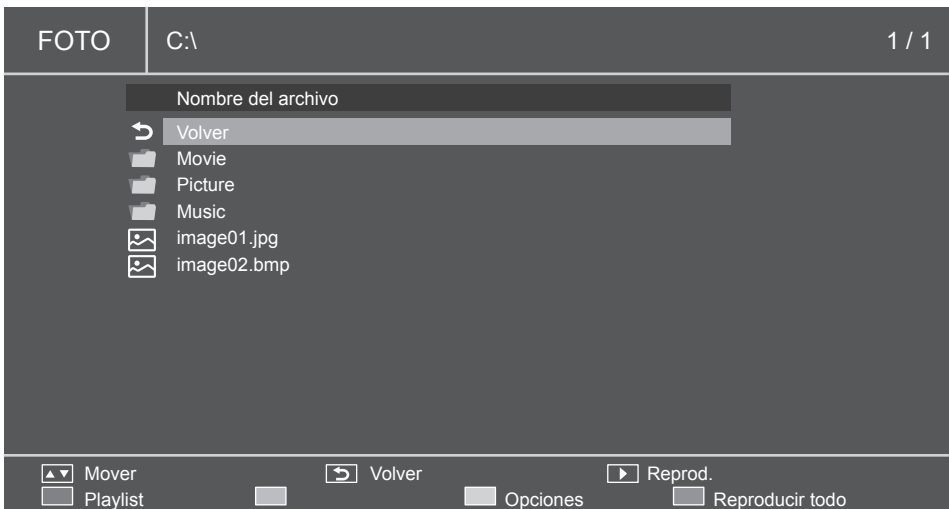 FOTO C:\ 1 / 1
Nombre del archivo
Volver
Movie
Picture
Music
image01.jpg
image02.bmp
Mover Volver Reprod.
Playlist Opciones Reproducir todo